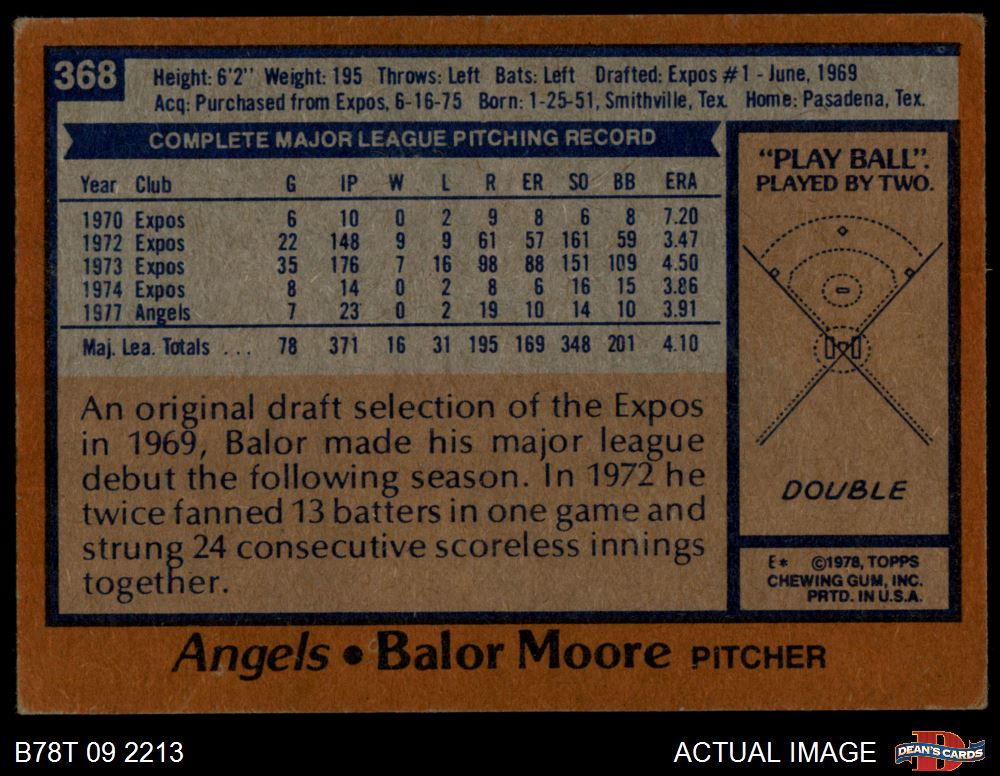 368
Height: 6'2" Weight: 195 Throws: Left Bats: Left Drafted: Expos #1 - June, 1969
Acq: Purchased from Expos, 6-16-75 Born: 1-25-51, Smithville, Tex. Home: Pasadena, Tex.
COMPLETE MAJOR LEAGUE PITCHING RECORD
Year Club G IP W L R ER SO BB ERA
1970 Expos 6 10 0 2 9 8 6 8 7.20
1972 Expos 22 148 9 9 61 57 161 59 3.47
1973 Expos 35 176 7 16 98 88 151 109 4.50
1974 Expos 8 14 0 2 8 6 16 15 3.86
1977 Angels 7 23 0 2 19 10 14 10 3.91
Maj. Lea. Totals ... 78 371 16 31 195 169 348 201 4.10
An original draft selection of the Expos
in 1969, Balor made his major league
debut the following season. In 1972 he
twice fanned 13 batters in one game and
strung 24 consecutive scoreless innings
together.
"PLAY BALL".
PLAYED BY TWO.
DOUBLE
E* ©1978, TOPPS
CHEWING GUM, INC.
PRTD. IN U.S.A.
Angels • Balor Moore PITCHER
B78T 09 2213
ACTUAL IMAGE
D
DEAN'S CARDS